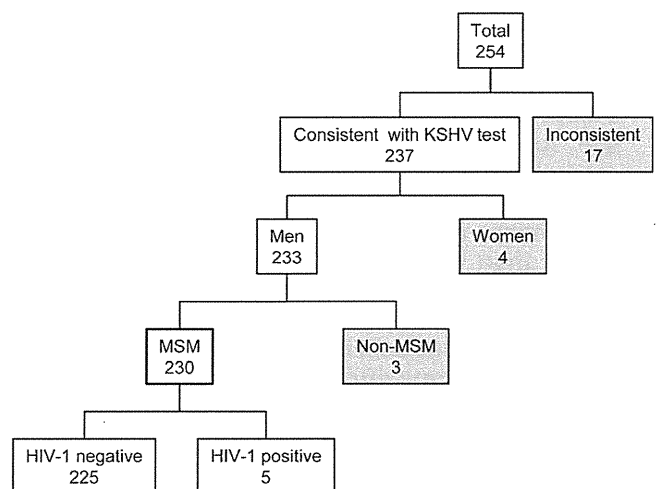 Total
254
Consistent with KSHV test
237
Inconsistent
17
Men
233
Women
4
MSM
230
Non-MSM
3
HIV-1 negative
225
HIV-1 positive
5